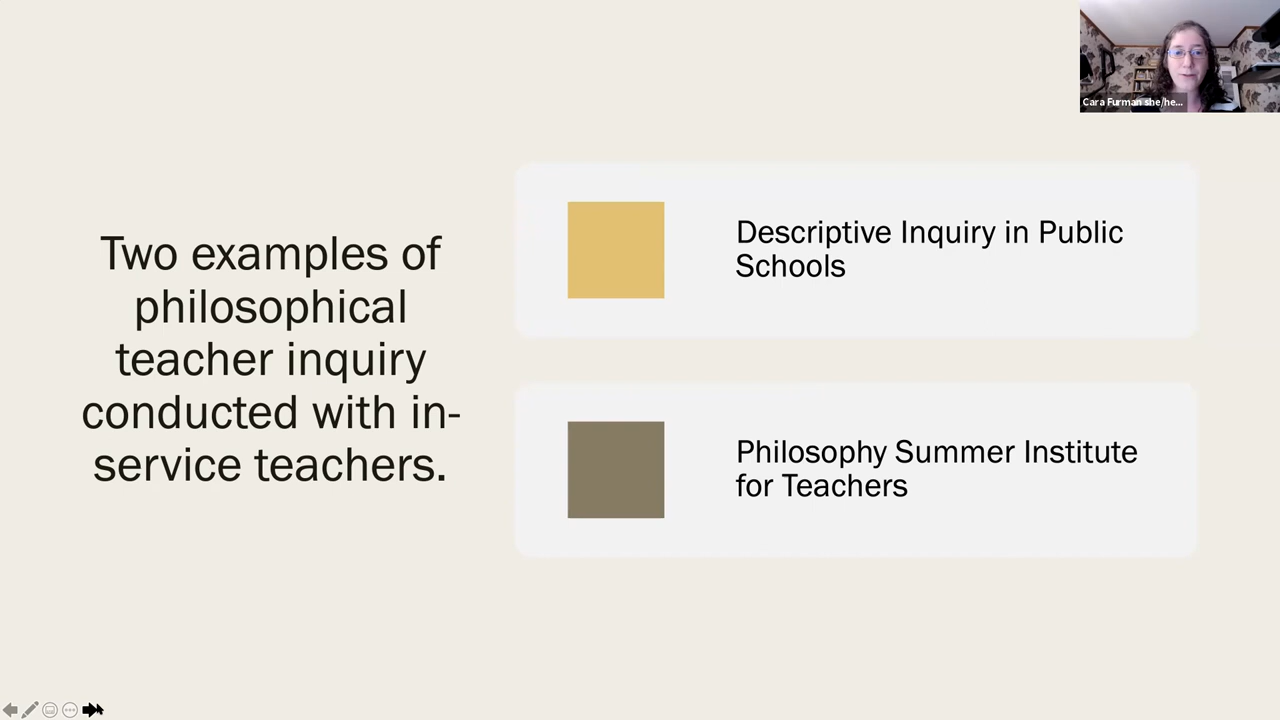 Cara Furman she/he...
Two examples of
philosophical
teacher inquiry
conducted with in-
service teachers.
Descriptive Inquiry in Public
Schools
Philosophy Summer Institute
for Teachers